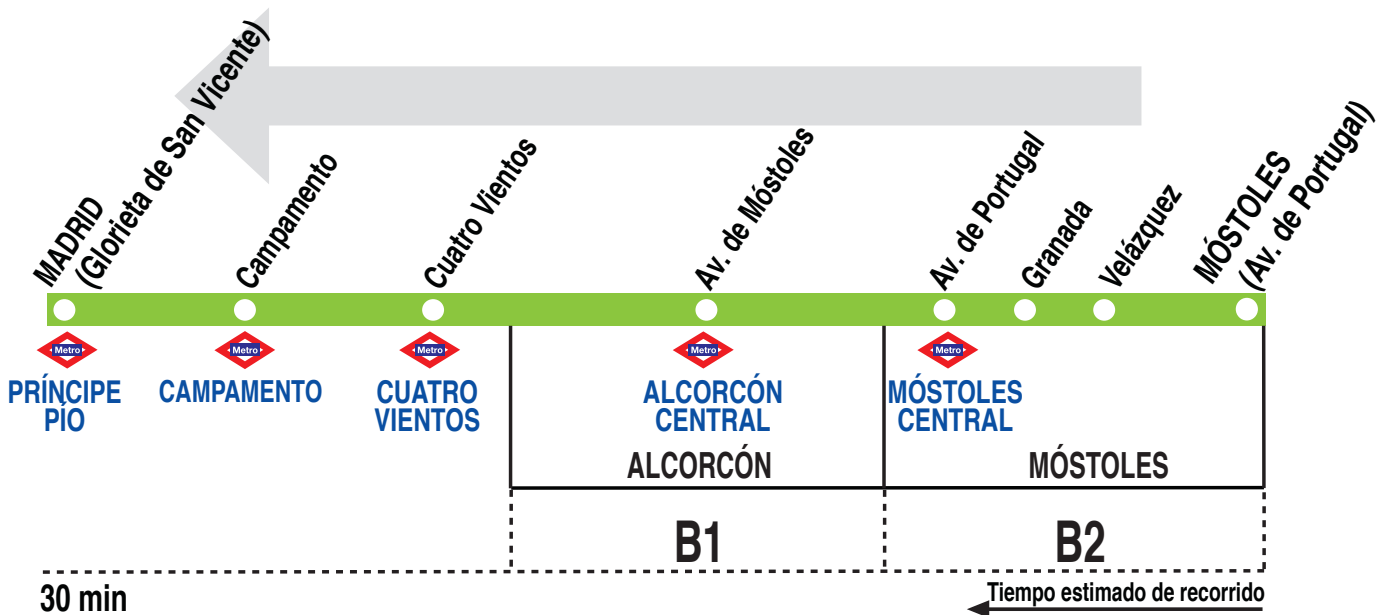 MADRID
(Glorieta de San Vicente)
Campamento
Cuatro Vientos
Av. de Móstoles
Av. de Portugal
Granada
Velázquez
MÓSTOLES
(Av. de Portugal)
Metro
Metro
Metro
Metro
Metro
PRÍNCIPE
PÍO
CAMPAMENTO
CUATRO
VIENTOS
ALCORCÓN
CENTRAL
MÓSTOLES
CENTRAL
ALCORCÓN
MÓSTOLES
B1
B2
30 min
Tiempo estimado de recorrido